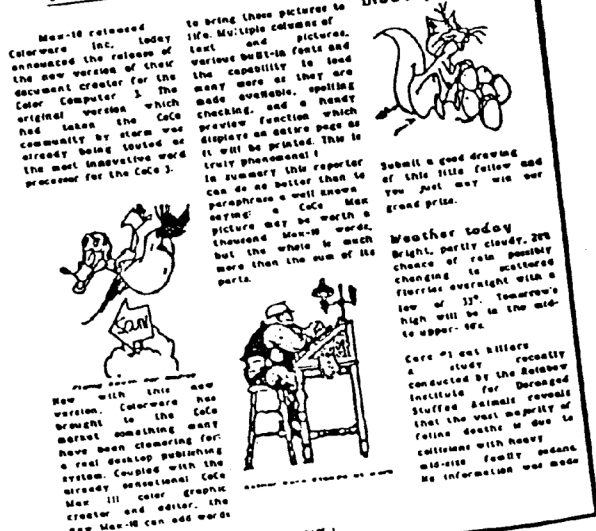 Max-10 released
Colorware Inc. today
announced the release of
the new version of their
document creator for the
Color Computer 3. The
original version which
had taken the CoCo
community by storm was
already being touted as
the most innovative word
processor for the CoCo 3.
Sam
New with this new
version, Colorware has
brought to the CoCo
market something many
have been clamoring for:
a real desktop publishing
system. Coupled with the
already sensational CoCo
Max III color graphic
creator and editor, the
new Max-10 can add words
to bring those pictures to
life. Multiple columns of
text and pictures,
various built-in fonts and
the capability to load
many more as they are
made available, spelling
checking, and a handy
preview function which
displays an entire page as
it will be printed. This is
truly phenomenal !
In summary this reporter
can do no better than to
paraphrase a well known
saying: a CoCo Max
picture may be worth a
thousand Max-10 words,
but the whole is much
more than the sum of its
parts.
Submit a good drawing
of this little fellow and
you just may win our
grand prize.
Weather today
Bright, partly cloudy, 20%
chance of rain possibly
changing to scattered
flurries overnight with a
low of 33°. Tomorrow's
high will be in the mid-
to upper-
Cars #1 cat killers
A study recently
conducted by the Rainbow
Institute for Deranged
Stuffed Animals reveals
that the vast majority of
feline deaths is due to
collisions with heavy
mid-size family sedans.
No information was made